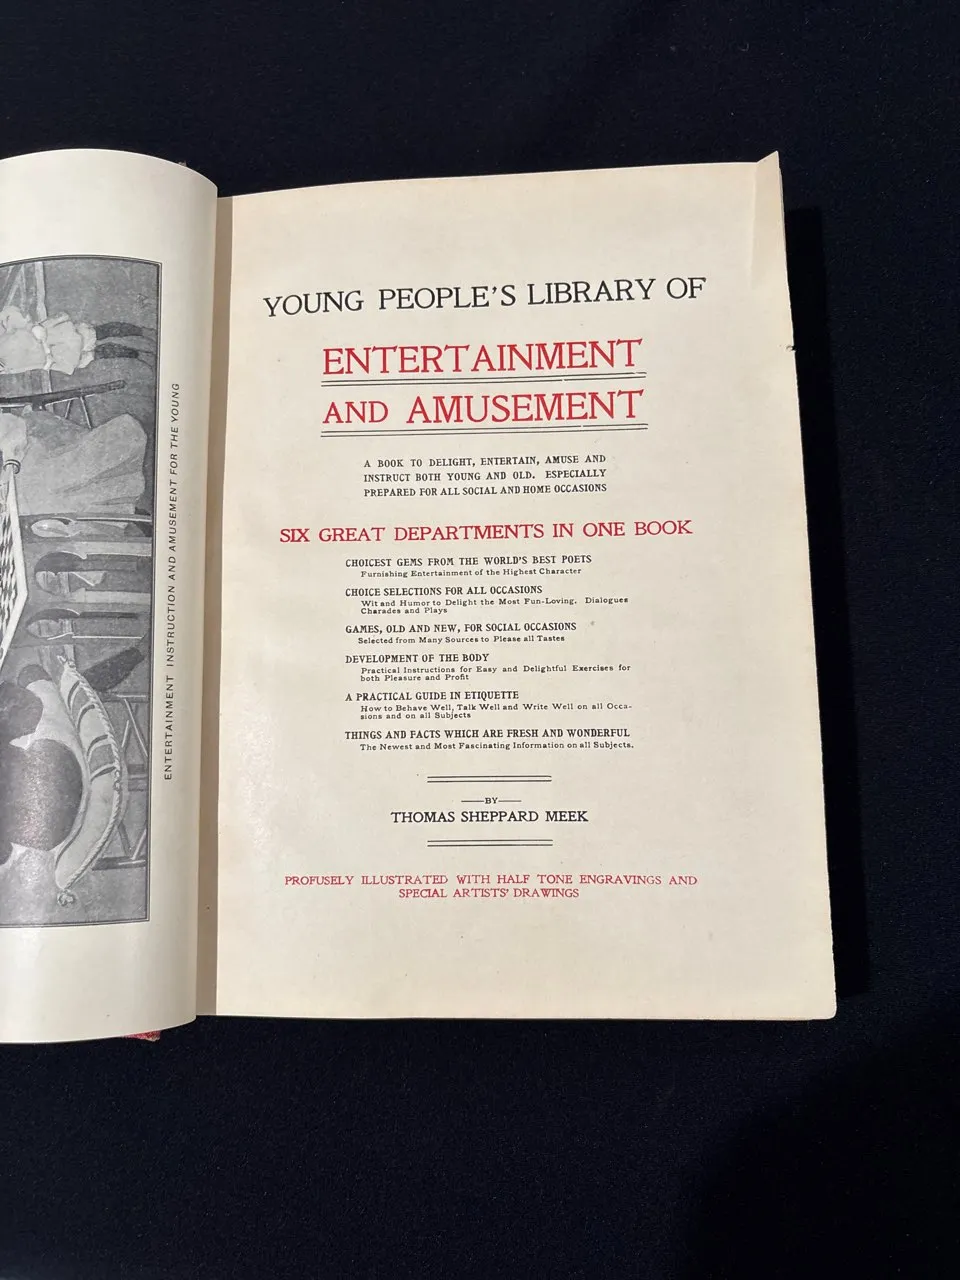 ENTERTAINMENT INSTRUCTION AND AMUSEMENT FOR THE YOUNG
YOUNG PEOPLE'S LIBRARY OF
ENTERTAINMENT
AND AMUSEMENT
A BOOK TO DELIGHT, ENTERTAIN, AMUSE AND
INSTRUCT BOTH YOUNG AND OLD. ESPECIALLY
PREPARED FOR ALL SOCIAL AND HOME OCCASIONS
SIX GREAT DEPARTMENTS IN ONE BOOK
CHOICEST GEMS FROM THE WORLD'S BEST POETS
Furnishing Entertainment of the Highest Character
CHOICE SELECTIONS FOR ALL OCCASIONS
Wit and Humor to Delight the Most Fun-Loving. Dialogues
Charades and Plays
GAMES, OLD AND NEW, FOR SOCIAL OCCASIONS
Selected from Many Sources to Please all Tastes
DEVELOPMENT OF THE BODY
Practical Instructions for Easy and Delightful Exercises for
both Pleasure and Profit
A PRACTICAL GUIDE IN ETIQUETTE
How to Behave Well, Talk Well and Write Well on all Occa-
sions and on all Subjects
THINGS AND FACTS WHICH ARE FRESH AND WONDERFUL
The Newest and Most Fascinating Information on all Subjects.
—BY—
THOMAS SHEPPARD MEEK
PROFUSELY ILLUSTRATED WITH HALF TONE ENGRAVINGS AND
SPECIAL ARTISTS' DRAWINGS